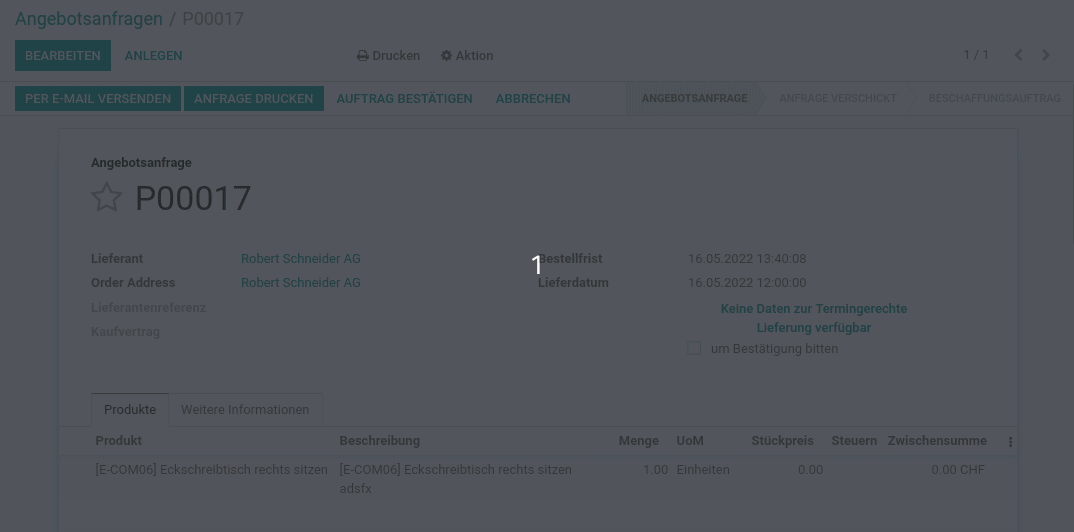 Angebotsanfragen / P00017
BEARBEITEN ANLEGEN Drucken Aktion 1 / 1
PER E-MAIL VERSENDEN ANFRAGE DRUCKEN AUFTRAG BESTÄTIGEN ABBRECHEN ANGEBOTSANFRAGE ANFRAGE VERSCHICKT BESCHAFFUNGSAUFTRAG
Angebotsanfrage
P00017
Lieferant Robert Schneider AG Bestellfrist 16.05.2022 13:40:08
1
Order Address Robert Schneider AG Lieferdatum 16.05.2022 12:00:00
Lieferantenreferenz Keine Daten zur Termingerechte
Lieferung verfügbar
Kaufvertrag
um Bestätigung bitten
Produkte Weitere Informationen
Produkt Beschreibung Menge UoM Stückpreis Steuern Zwischensumme
[E-COM06] Eckschreibtisch rechts sitzen [E-COM06] Eckschreibtisch rechts sitzen 1.00 Einheiten 0.00 0.00 CHF
adsfx